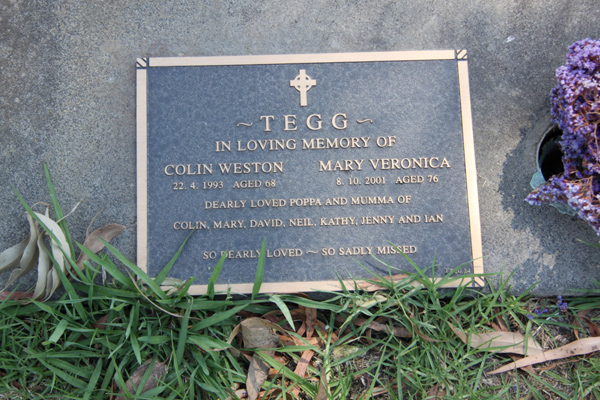 ~ TEGG ~
IN LOVING MEMORY OF
COLIN WESTON MARY VERONICA
22. 4. 1993 AGED 68 8. 10. 2001 AGED 76
DEARLY LOVED POPPA AND MUMMA OF
COLIN, MARY, DAVID, NEIL, KATHY, JENNY AND IAN
SO DEARLY LOVED ~ SO SADLY MISSED